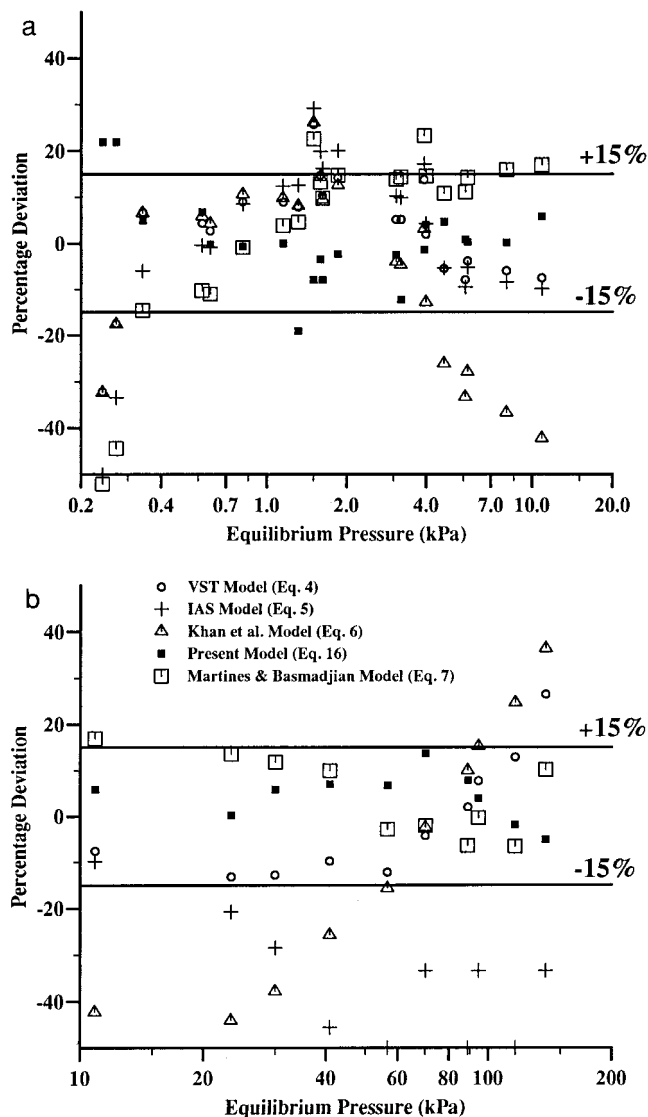 a
40
20
0
-20
-40
Percentage Deviation
+15%
-15%
0.2 0.4 0.7 1.0 2.0 4.0 7.0 10.0 20.0
Equilibrium Pressure (kPa)
b
VST Model (Eq. 4)
IAS Model (Eq. 5)
Khan et al. Model (Eq. 6)
Present Model (Eq. 16)
Martines & Basmadjian Model (Eq. 7)
40
20
0
-20
-40
Percentage Deviation
+15%
-15%
10 20 40 60 80 100 200
Equilibrium Pressure (kPa)